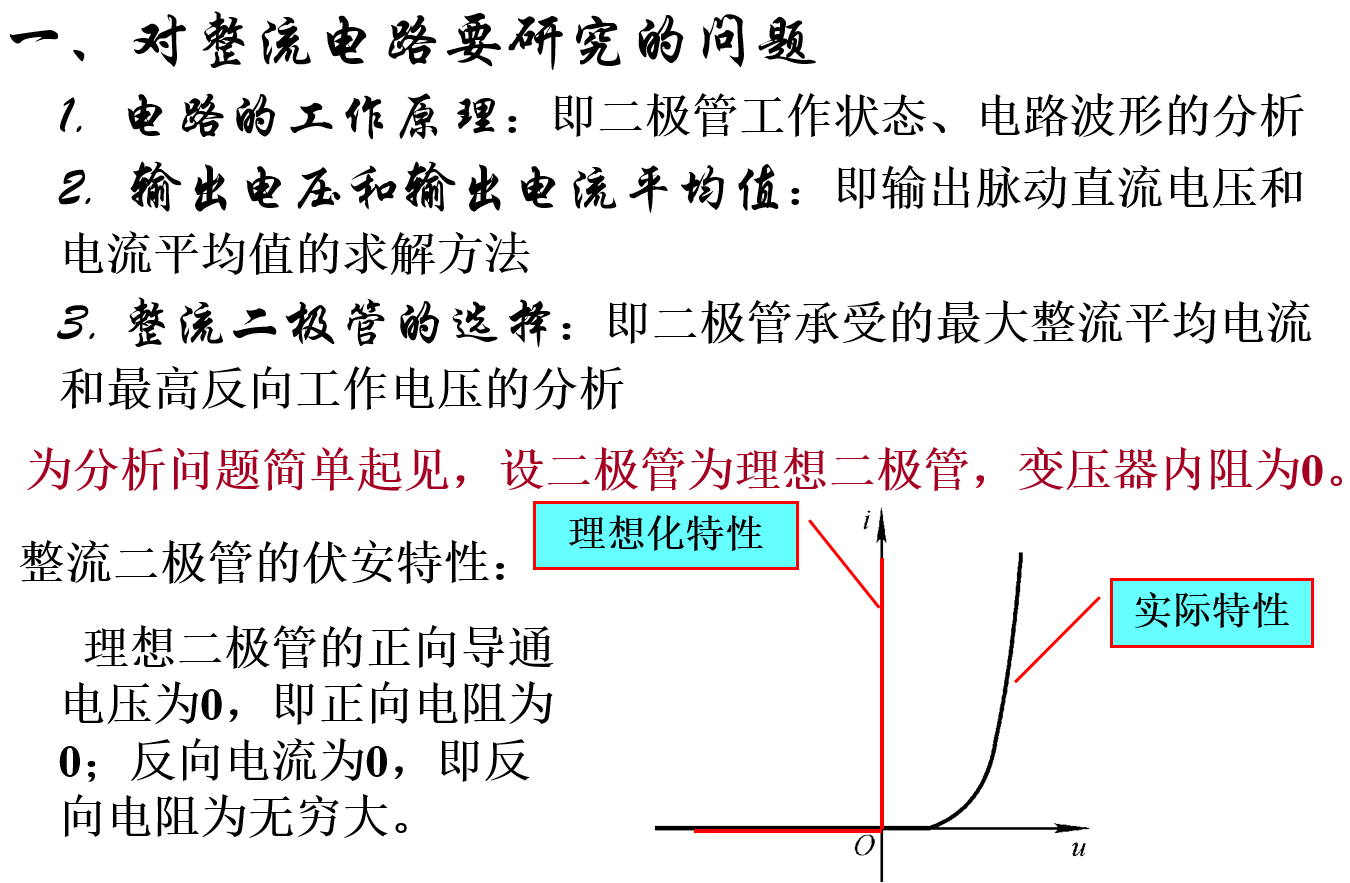 一、对整流电路要研究的问题
1. 电路的工作原理：即二极管工作状态、电路波形的分析
2. 输出电压和输出电流平均值：即输出脉动直流电压和
电流平均值的求解方法
3. 整流二极管的选择：即二极管承受的最大整流平均电流
和最高反向工作电压的分析
为分析问题简单起见，设二极管为理想二极管，变压器内阻为0。
整流二极管的伏安特性：
理想化特性
i
实际特性
理想二极管的正向导通
电压为0，即正向电阻为
0；反向电流为0，即反
向电阻为无穷大。
O
u